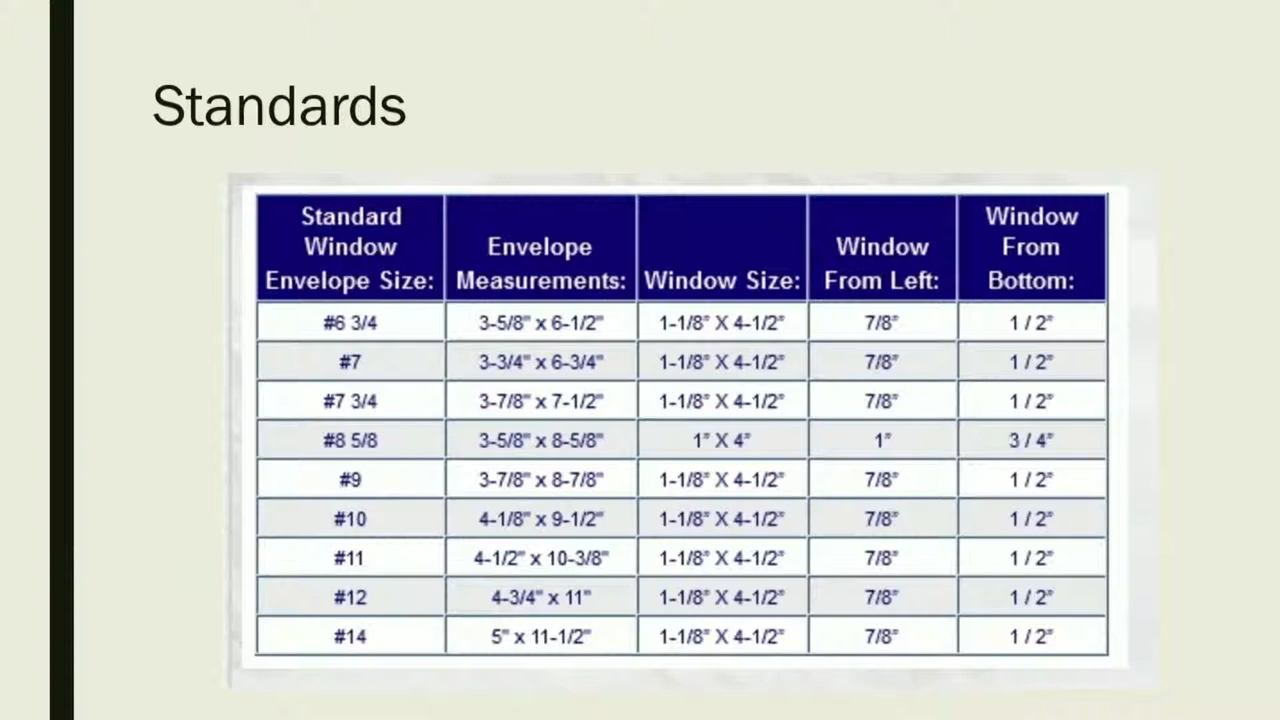 Standards
Standard Window Envelope Size: Envelope Measurements: Window Size: Window From Left: Window From Bottom:
#6 3/4 3-5/8" x 6-1/2" 1-1/8" X 4-1/2" 7/8" 1 / 2"
#7 3-3/4" x 6-3/4" 1-1/8" X 4-1/2" 7/8" 1 / 2"
#7 3/4 3-7/8" x 7-1/2" 1-1/8" X 4-1/2" 7/8" 1 / 2"
#8 5/8 3-5/8" x 8-5/8" 1" X 4" 1" 3 / 4"
#9 3-7/8" x 8-7/8" 1-1/8" X 4-1/2" 7/8" 1 / 2"
#10 4-1/8" x 9-1/2" 1-1/8" X 4-1/2" 7/8" 1 / 2"
#11 4-1/2" x 10-3/8" 1-1/8" X 4-1/2" 7/8" 1 / 2"
#12 4-3/4" x 11" 1-1/8" X 4-1/2" 7/8" 1 / 2"
#14 5" x 11-1/2" 1-1/8" X 4-1/2" 7/8" 1 / 2"